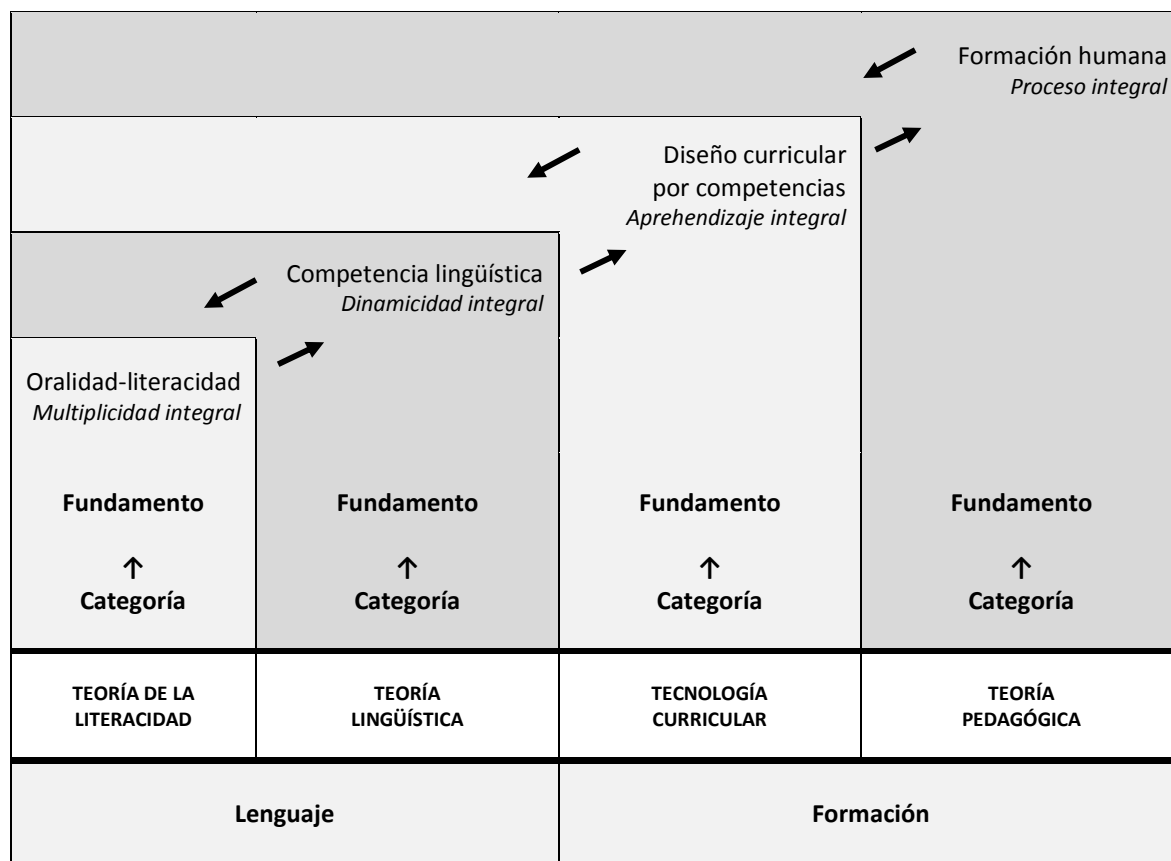 Formación humana
Proceso integral
Diseño curricular
por competencias
Aprehendizaje integral
Competencia lingüística
Dinamicidad integral
Oralidad-literacidad
Multiplicidad integral
Fundamento Fundamento Fundamento Fundamento
↑ ↑ ↑ ↑
Categoría Categoría Categoría Categoría
TEORÍA DE LA TEORÍA TECNOLOGÍA TEORÍA
LITERACIDAD LINGÜÍSTICA CURRICULAR PEDAGÓGICA
Lenguaje Formación